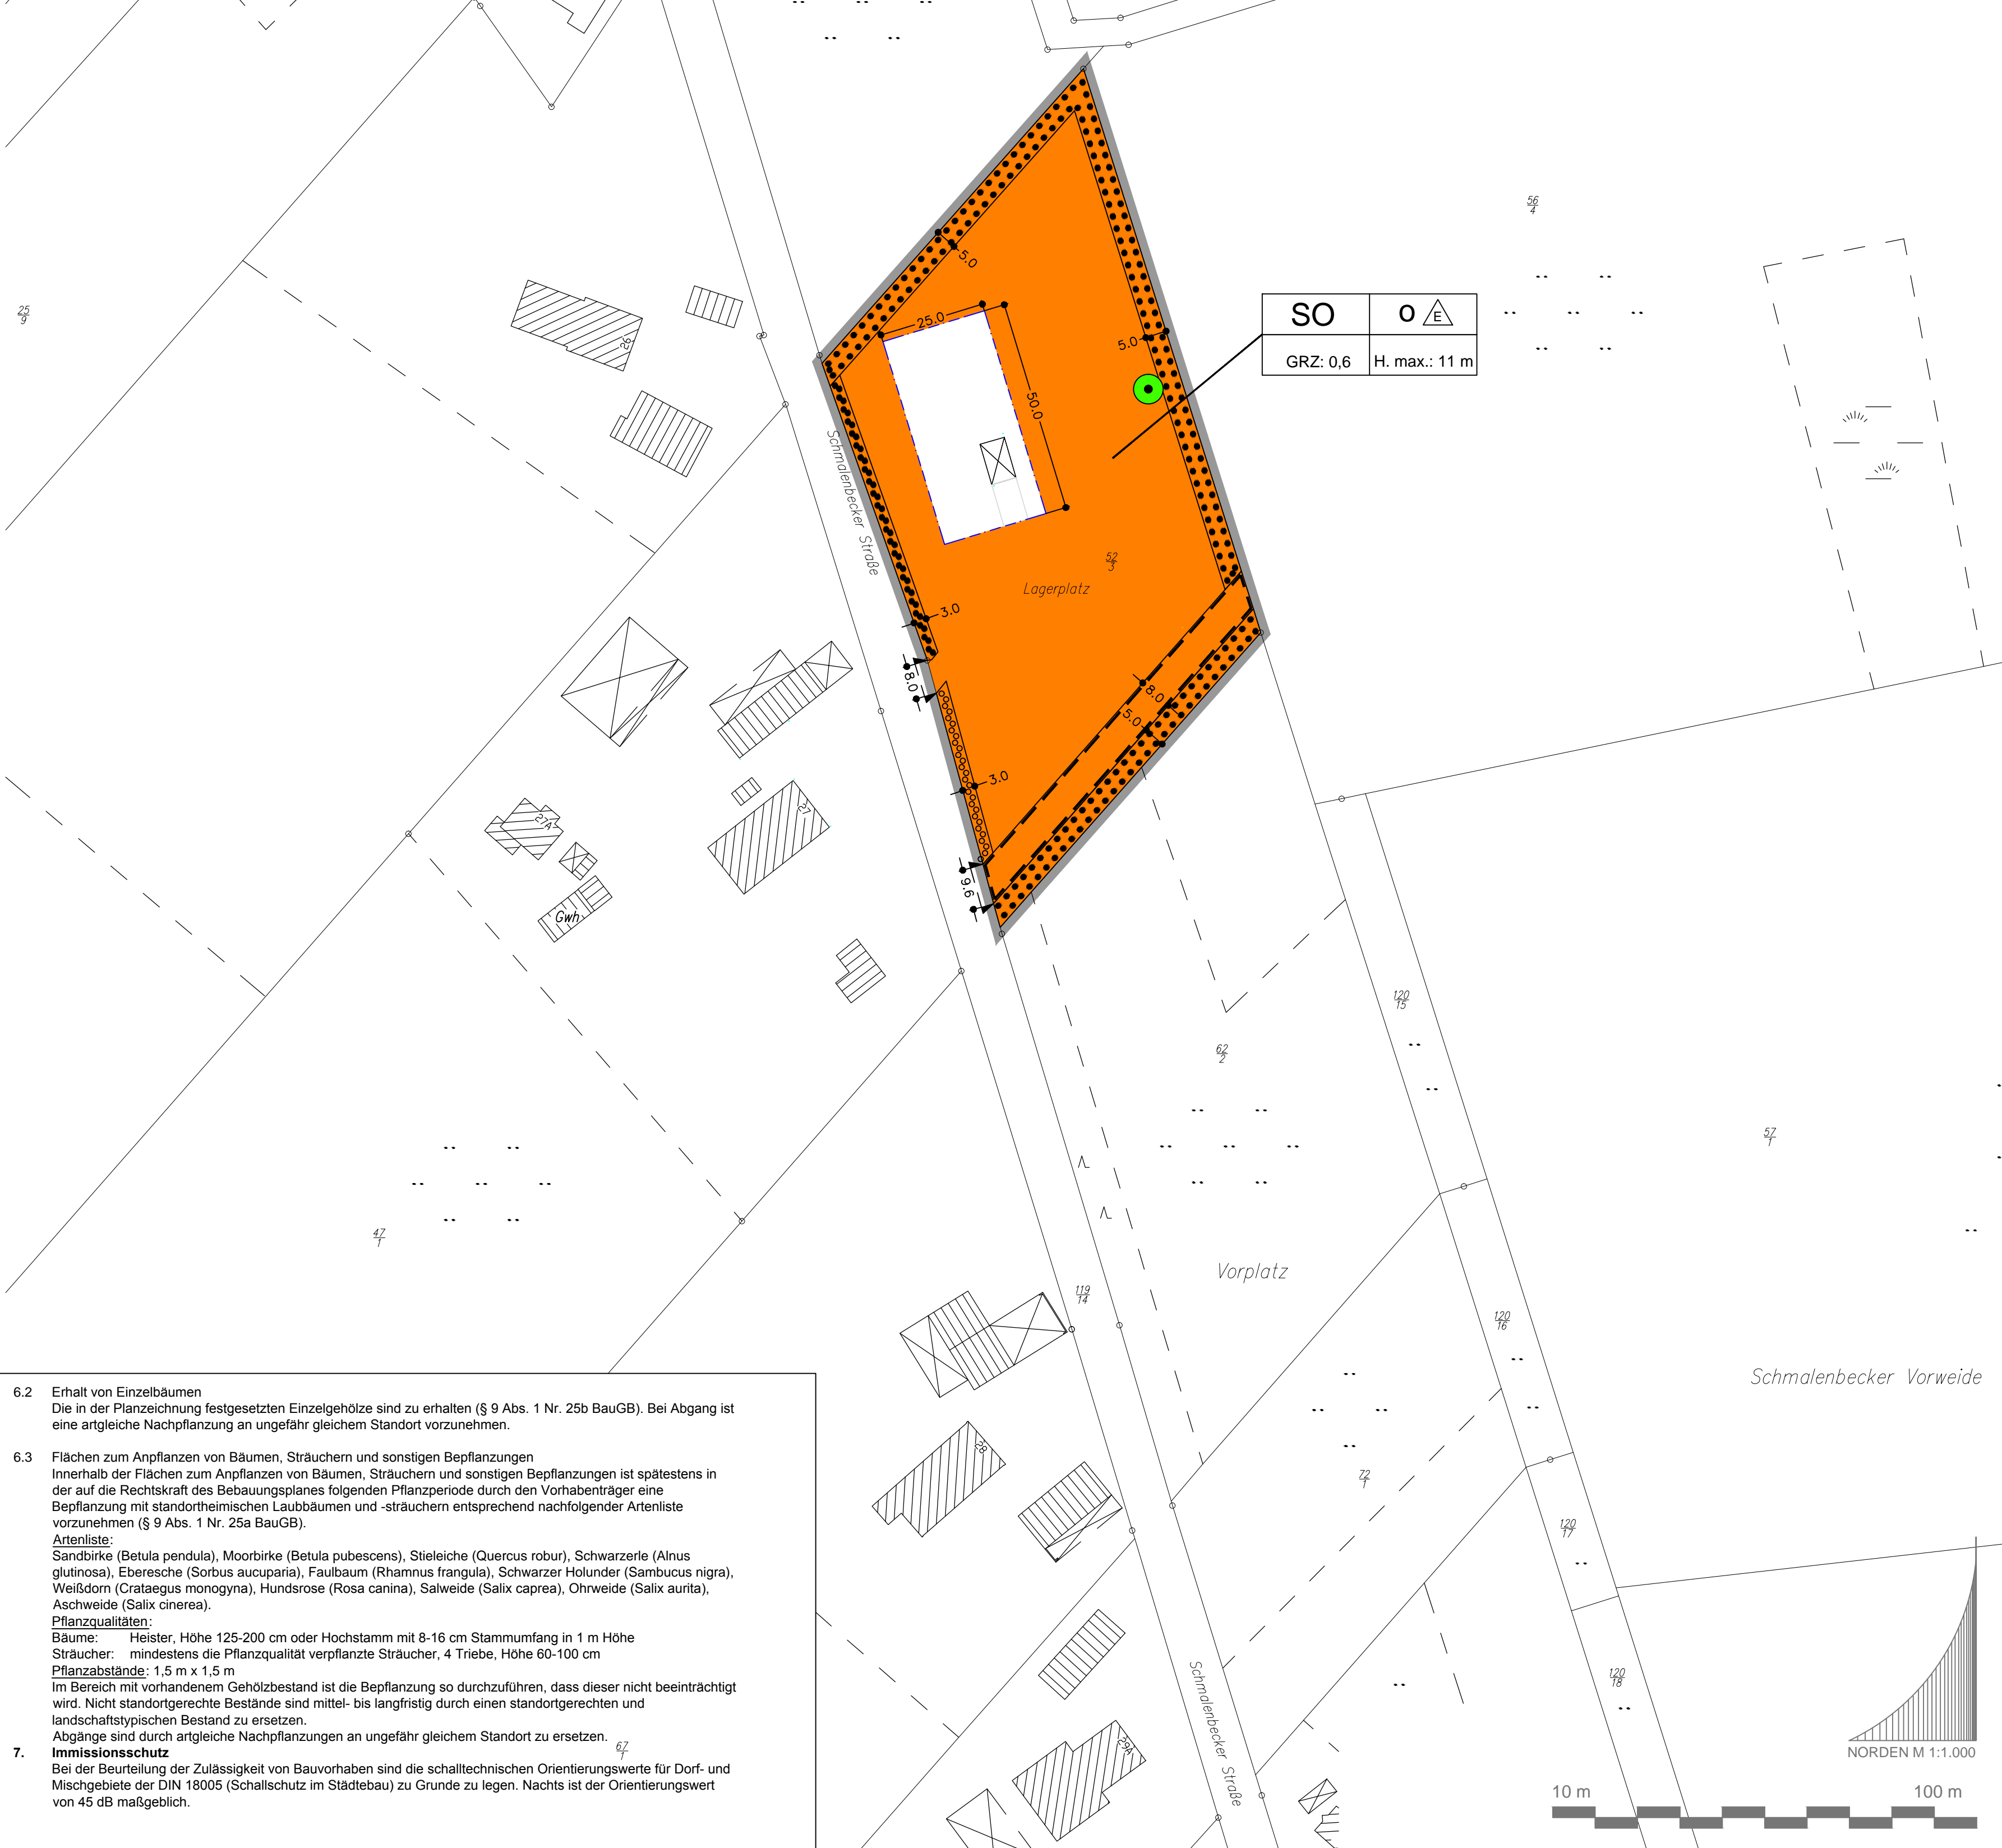 56
4
25
9
SO
O E
GRZ: 0,6
H. max.: 11 m
5.0
25.0
50.0
5.0
26
Schmalenbecker Straße
52
3
Lagerplatz
3.0
8.0
8.0
5.0
3.0
9.6
27
27A
Gwh
120
15
62
2
57
1
47
1
Vorplatz
119
14
120
16
Schmalenbecker Vorweide
28
72
1
120
17
120
18
Schmalenbecker Straße
29A
6.2 Erhalt von Einzelbäumen
Die in der Planzeichnung festgesetzten Einzelgehölze sind zu erhalten (§ 9 Abs. 1 Nr. 25b BauGB). Bei Abgang ist
eine artgleiche Nachpflanzung an ungefähr gleichem Standort vorzunehmen.
6.3 Flächen zum Anpflanzen von Bäumen, Sträuchern und sonstigen Bepflanzungen
Innerhalb der Flächen zum Anpflanzen von Bäumen, Sträuchern und sonstigen Bepflanzungen ist spätestens in
der auf die Rechtskraft des Bebauungsplanes folgenden Pflanzperiode durch den Vorhabenträger eine
Bepflanzung mit standortheimischen Laubbäumen und -sträuchern entsprechend nachfolgender Artenliste
vorzunehmen (§ 9 Abs. 1 Nr. 25a BauGB).
Artenliste:
Sandbirke (Betula pendula), Moorbirke (Betula pubescens), Stieleiche (Quercus robur), Schwarzerle (Alnus
glutinosa), Eberesche (Sorbus aucuparia), Faulbaum (Rhamnus frangula), Schwarzer Holunder (Sambucus nigra),
Weißdorn (Crataegus monogyna), Hundsrose (Rosa canina), Salweide (Salix caprea), Ohrweide (Salix aurita),
Aschweide (Salix cinerea).
Pflanzqualitäten:
Bäume: Heister, Höhe 125-200 cm oder Hochstamm mit 8-16 cm Stammumfang in 1 m Höhe
Sträucher: mindestens die Pflanzqualität verpflanzte Sträucher, 4 Triebe, Höhe 60-100 cm
Pflanzabstände: 1,5 m x 1,5 m
Im Bereich mit vorhandenem Gehölzbestand ist die Bepflanzung so durchzuführen, dass dieser nicht beeinträchtigt
wird. Nicht standortgerechte Bestände sind mittel- bis langfristig durch einen standortgerechten und
landschaftstypischen Bestand zu ersetzen.
Abgänge sind durch artgleiche Nachpflanzungen an ungefähr gleichem Standort zu ersetzen.
67
1
7. Immissionsschutz
Bei der Beurteilung der Zulässigkeit von Bauvorhaben sind die schalltechnischen Orientierungswerte für Dorf- und
Mischgebiete der DIN 18005 (Schallschutz im Städtebau) zu Grunde zu legen. Nachts ist der Orientierungswert
von 45 dB maßgeblich.
NORDEN M 1:1.000
10 m
100 m